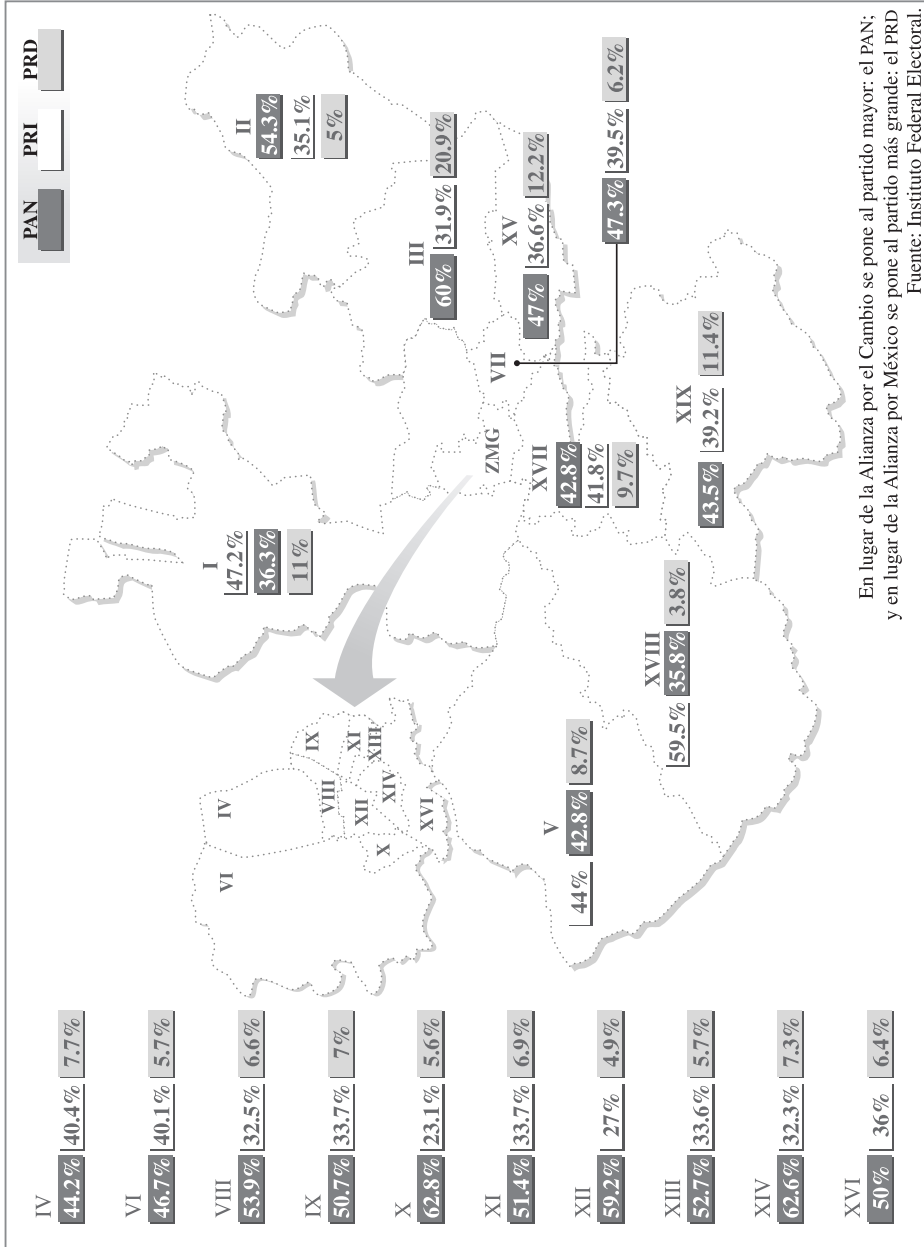 PAN PRI PRD
I
47.2%
36.3%
11%
II
54.3%
35.1%
5%
III
60% 31.9% 20.9%
XV
47% 36.6% 12.2%
VII
47.3% 39.5% 6.2%
ZMG
XVII
42.8%
41.8%
9.7%
XIX
43.5% 39.2% 11.4%
XVIII
59.5% 35.8% 3.8%
V
44% 42.8% 8.7%
VI
IV
VIII
IX
X
XII
XI
XIV
XIII
XVI
IV
44.2% 40.4% 7.7%
VI
46.7% 40.1% 5.7%
VIII
53.9% 32.5% 6.6%
IX
50.7% 33.7% 7%
X
62.8% 23.1% 5.6%
XI
51.4% 33.7% 6.9%
XII
59.2% 27% 4.9%
XIII
52.7% 33.6% 5.7%
XIV
62.6% 32.3% 7.3%
XVI
50% 36% 6.4%
En lugar de la Alianza por el Cambio se pone al partido mayor: el PAN;
y en lugar de la Alianza por México se pone al partido más grande: el PRD
Fuente: Instituto Federal Electoral.